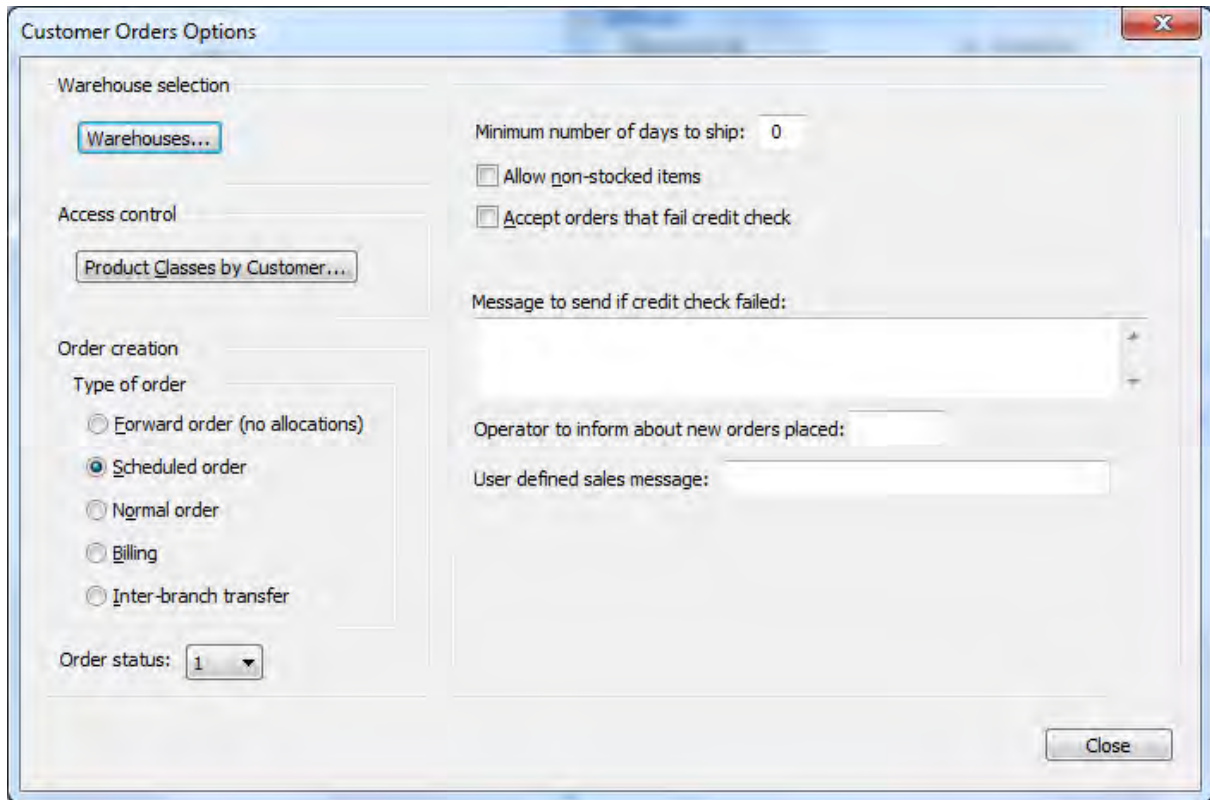 Customer Orders Options
Warehouse selection
Warehouses...
Access control
Product Classes by Customer...
Order creation
Type of order
Forward order (no allocations)
Scheduled order
Normal order
Billing
Inter-branch transfer
Order status: 1
Minimum number of days to ship: 0
Allow non-stocked items
Accept orders that fail credit check
Message to send if credit check failed:
Operator to inform about new orders placed:
User defined sales message:
Close